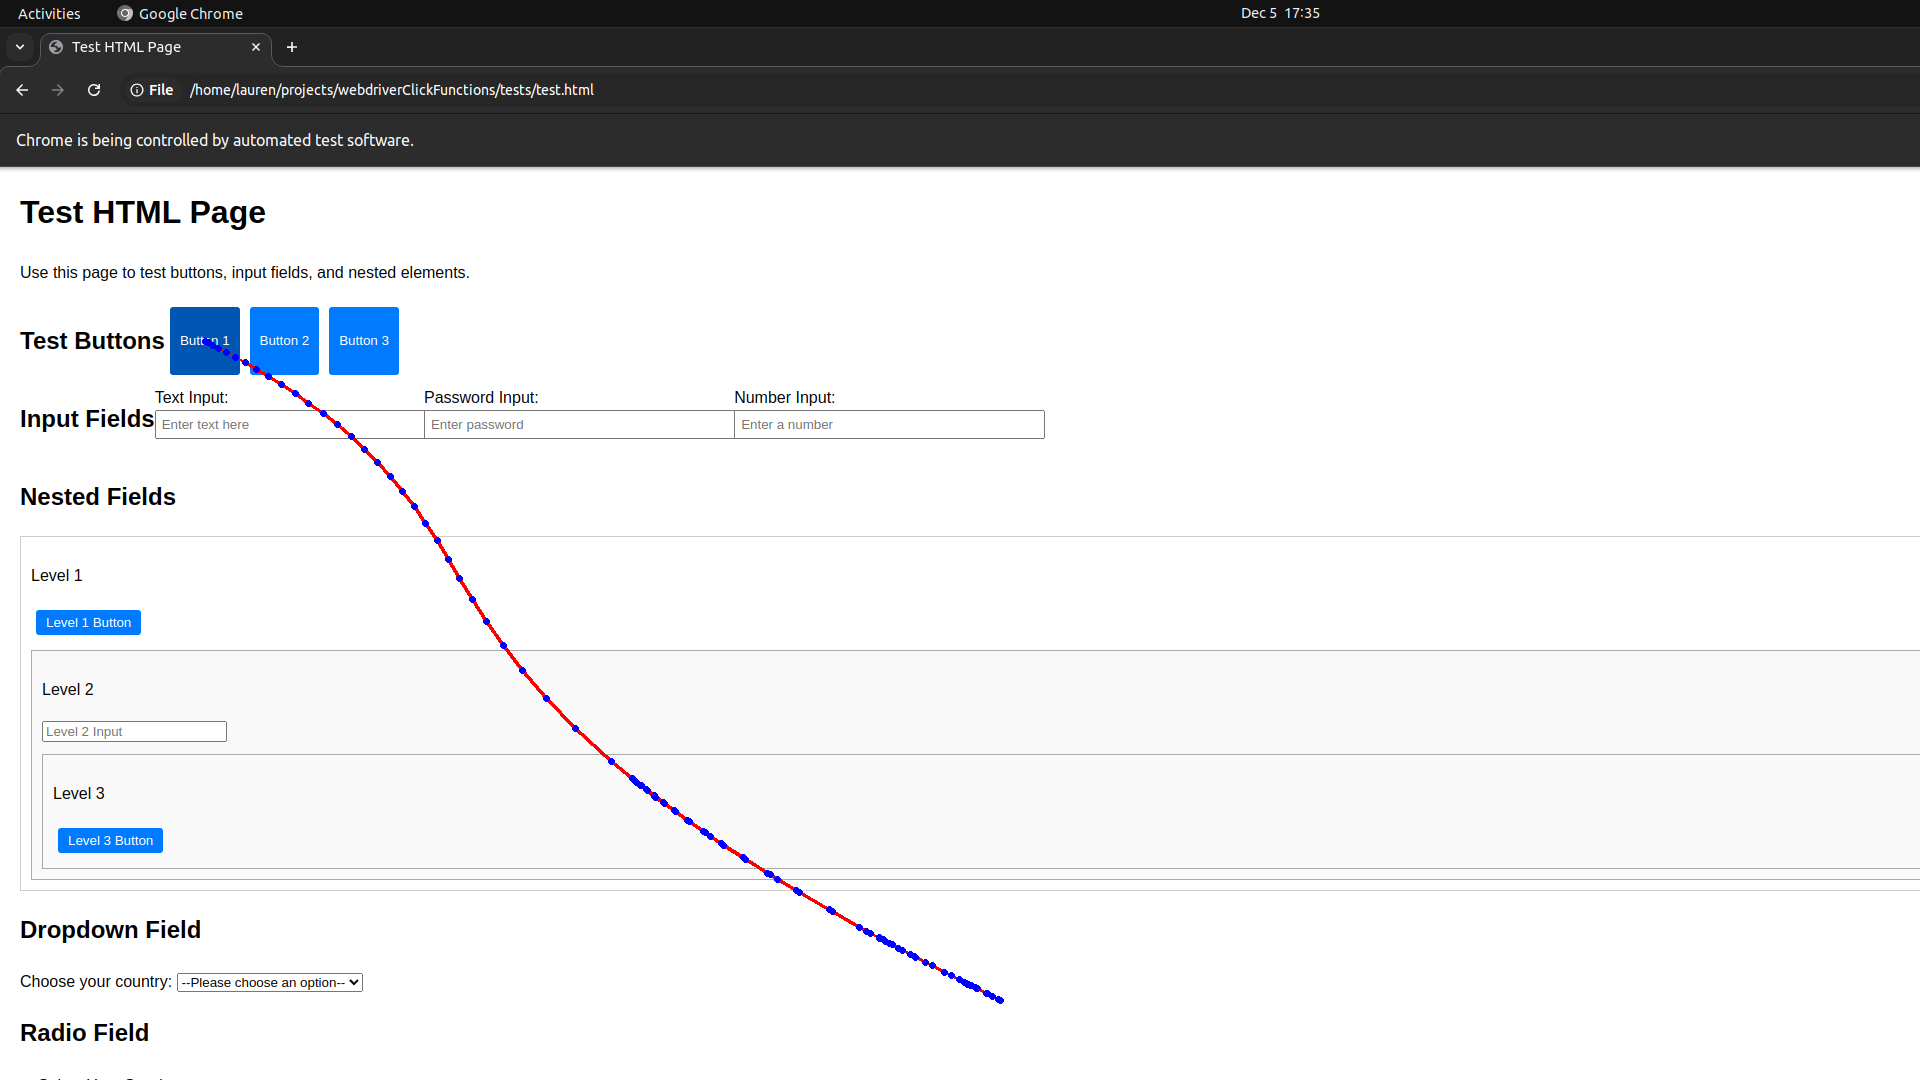 Activities Google Chrome Dec 5 17:35
Test HTML Page
File /home/lauren/projects/webdriverClickFunctions/tests/test.html
Chrome is being controlled by automated test software.
Test HTML Page
Use this page to test buttons, input fields, and nested elements.
Test Buttons Button 1 Button 2 Button 3
Text Input: Password Input: Number Input:
Input Fields Enter text here Enter password Enter a number
Nested Fields
Level 1
Level 1 Button
Level 2
Level 2 Input
Level 3
Level 3 Button
Dropdown Field
Choose your country: --Please choose an option--
Radio Field